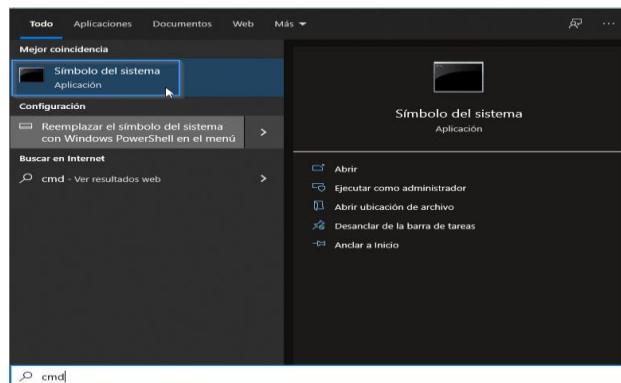 Todo Aplicaciones Documentos Web Más
Mejor coincidencia
Símbolo del sistema
Aplicación
Configuración
Reemplazar el símbolo del sistema
con Windows PowerShell en el menú
Buscar en Internet
cmd - Ver resultados web
Símbolo del sistema
Aplicación
Abrir
Ejecutar como administrador
Abrir ubicación de archivo
Desanclar de la barra de tareas
Anclar a Inicio
cmd